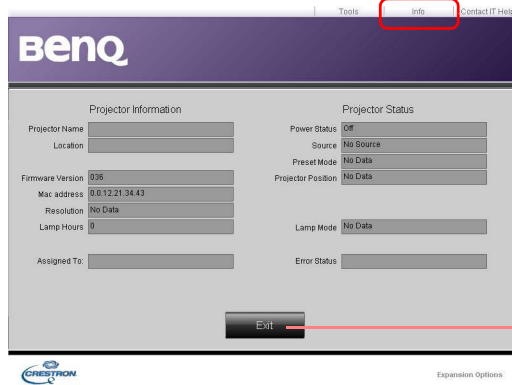 Tools Info Contact IT Help
BenQ
Projector Information Projector Status
Projector Name Power Status Off
Location Source No Source
Preset Mode No Data
Firmware Version 036 Projector Position No Data
Mac address 0.0.12.21.34.43
Resolution No Data
Lamp Hours 0 Lamp Mode No Data
Assigned To: Error Status
Exit
CRESTRON Expansion Options